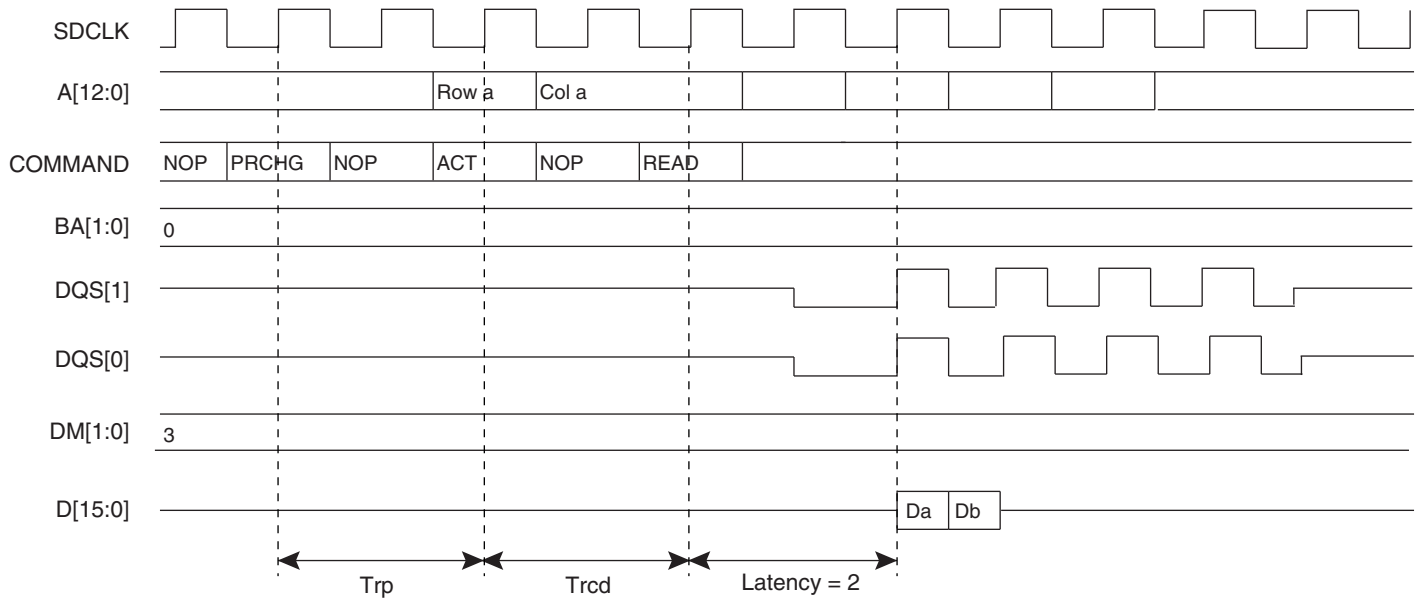 SDCLK
A[12:0] Row a Col a
COMMAND NOP PRCHG NOP ACT NOP READ
BA[1:0] 0
DQS[1]
DQS[0]
DM[1:0] 3
D[15:0] Da Db
Trp Trcd Latency = 2